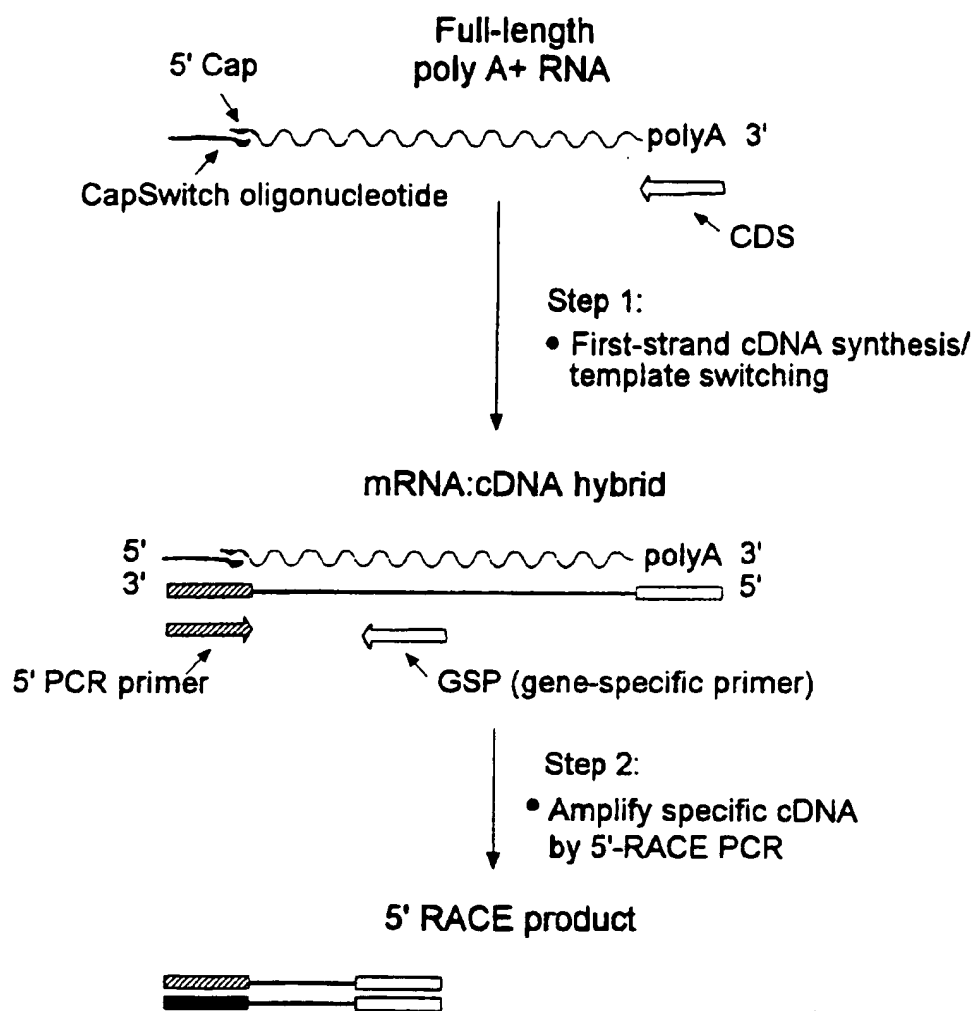 Full-length
poly A+ RNA
5' Cap
polyA 3'
CapSwitch oligonucleotide
CDS
Step 1:
• First-strand cDNA synthesis/
template switching
mRNA:cDNA hybrid
5'
polyA 3'
3'
5'
5' PCR primer
GSP (gene-specific primer)
Step 2:
• Amplify specific cDNA
by 5'-RACE PCR
5' RACE product